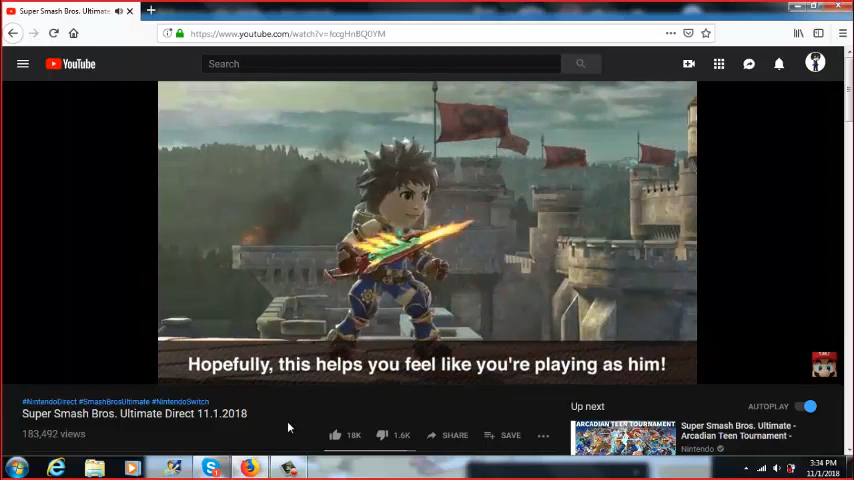 Super Smash Bros. Ultimate
https://www.youtube.com/watch?v=fccgHnBQ0YM
YouTube
Search
Hopefully, this helps you feel like you're playing as him!
#NintendoDirect #SmashBrosUltimate #NintendoSwitch
Super Smash Bros. Ultimate Direct 11.1.2018
183,492 views
18K
1.6K
SHARE
SAVE
Up next
AUTOPLAY
ARCADIAN TEEN TOURNAMENT
Super Smash Bros. Ultimate -
Arcadian Teen Tournament -
Nintendo
3:34 PM
11/1/2018